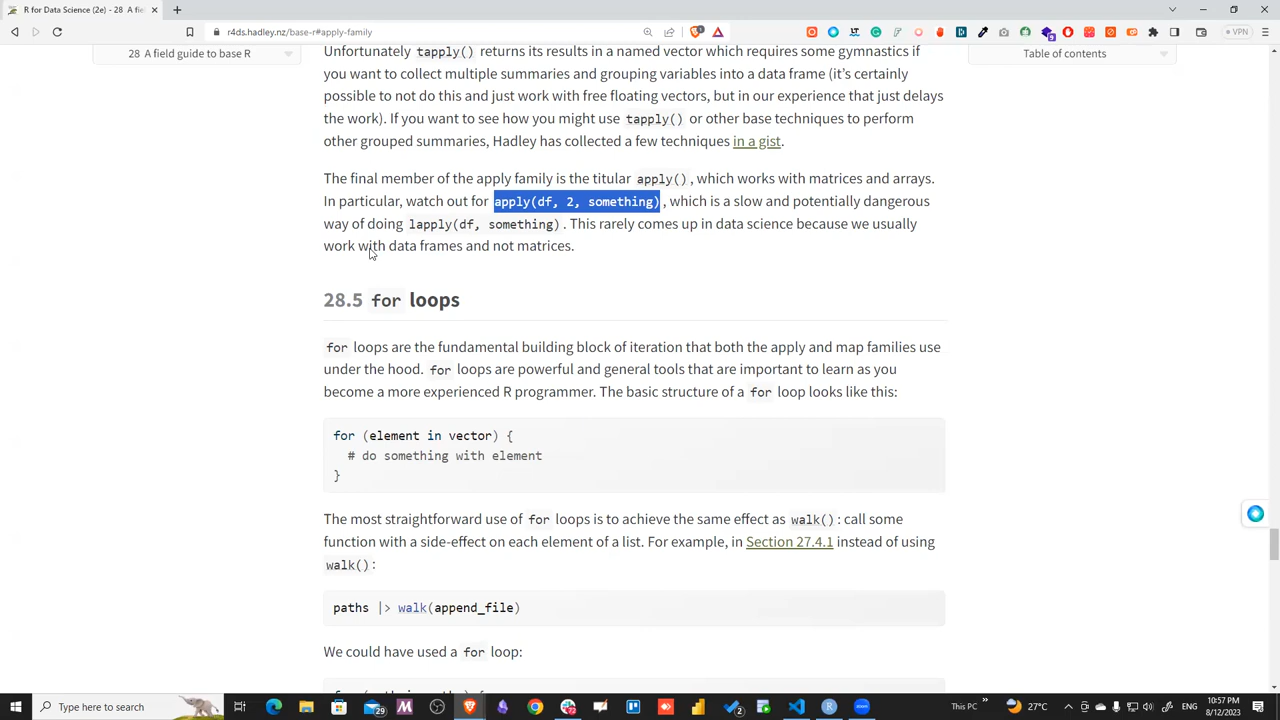 R for Data Science (2e) - 28 A fiel
r4ds.hadley.nz/base-r#apply-family
VPN
28 A field guide to base R
Table of contents
Unfortunately tapply() returns its results in a named vector which requires some gymnastics if
you want to collect multiple summaries and grouping variables into a data frame (it's certainly
possible to not do this and just work with free floating vectors, but in our experience that just delays
the work). If you want to see how you might use tapply() or other base techniques to perform
other grouped summaries, Hadley has collected a few techniques in a gist.
The final member of the apply family is the titular apply(), which works with matrices and arrays.
In particular, watch out for apply(df, 2, something), which is a slow and potentially dangerous
way of doing lapply(df, something). This rarely comes up in data science because we usually
work with data frames and not matrices.
28.5 for loops
for loops are the fundamental building block of iteration that both the apply and map families use
under the hood. for loops are powerful and general tools that are important to learn as you
become a more experienced R programmer. The basic structure of a for loop looks like this:
for (element in vector) {
# do something with element
}
The most straightforward use of for loops is to achieve the same effect as walk(): call some
function with a side-effect on each element of a list. For example, in Section 27.4.1 instead of using
walk():
paths |> walk(append_file)
We could have used a for loop:
Type here to search
29
2
This PC
27°C
10:57 PM
8/12/2023